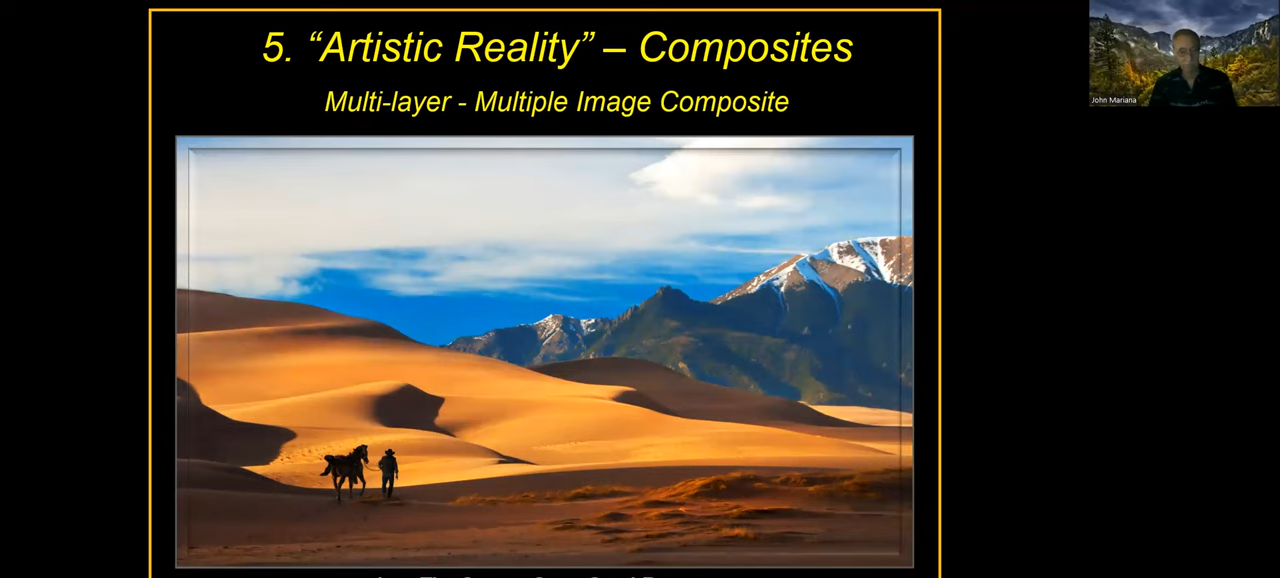 5. “Artistic Reality” – Composites
Multi-layer - Multiple Image Composite
John Mariana